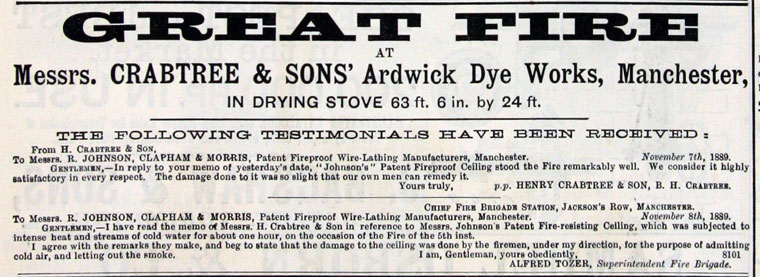 GREAT FIRE
AT
Messrs. CRABTREE & SONS' Ardwick Dye Works, Manchester,
IN DRYING STOVE 63 ft. 6 in. by 24 ft.
THE FOLLOWING TESTIMONIALS HAVE BEEN RECEIVED:
From H. CRABTREE & SON,
To Messrs. R. JOHNSON, CLAPHAM & MORRIS, Patent Fireproof Wire-Lathing Manufacturers, Manchester. November 7th, 1889.
GENTLEMEN,—In reply to your memo of yesterday's date, "Johnson's" Patent Fireproof Ceiling stood the Fire remarkably well. We consider it highly
satisfactory in every respect. The damage done to it was so slight that our own men can remedy it.
Yours truly, p.p. HENRY CRABTREE & SON, B. H. CRABTREE.
CHIEF FIRE BRIGADE STATION, JACKSON'S ROW, MANCHESTER.
To Messrs. R. JOHNSON, CLAPHAM & MORRIS, Patent Fireproof Wire-Lathing Manufacturers, Manchester. November 8th, 1889.
GENTLEMEN,—I have read the memo of Messrs. H. Crabtree & Son in reference to Messrs. Johnson's Patent Fire-resisting Ceiling, which was subjected to
intense heat and streams of cold water for about one hour, on the occasion of the Fire of the 5th inst.
I agree with the remarks they make, and beg to state that the damage to the ceiling was done by the firemen, under my direction, for the purpose of admitting
cold air, and letting out the smoke. I am, Gentleman, yours obediently, 8101
ALFRED TOZER, Superintendent Fire Brigade.